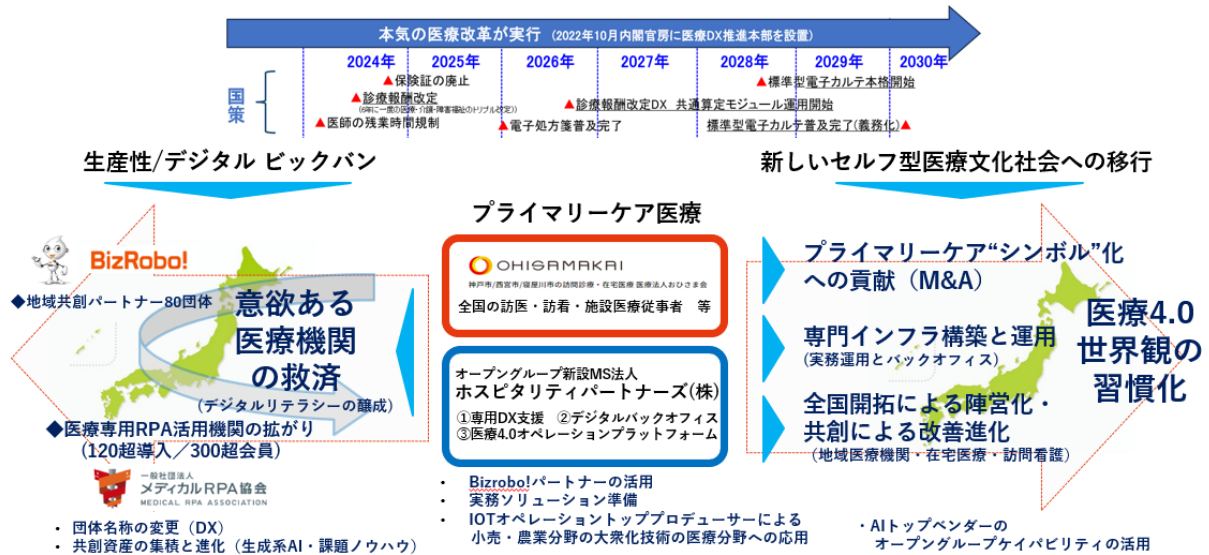 本気の医療改革が実行 (2022年10月内閣官房に医療DX推進本部を設置)
2024年 2025年 2026年 2027年 2028年 2029年 2030年
国策
▲保険証の廃止
▲診療報酬改定
(6年に一度の医療・介護・障害福祉のトリプル改定))
▲医師の残業時間規制
▲電子処方箋普及完了
▲診療報酬改定DX 共通算定モジュール運用開始
▲標準型電子カルテ本格開始
標準型電子カルテ普及完了(義務化)▲
生産性/デジタル ビックバン
新しいセルフ型医療文化社会への移行
BizRobo!
◆地域共創パートナー80団体
意欲ある
医療機関
の救済
(デジタルリテラシーの醸成)
◆医療専用RPA活用機関の拡がり
(120超導入／300超会員)
一般社団法人
メディカルRPA協会
MEDICAL RPA ASSOCIATION
・ 団体名称の変更（DX）
・ 共創資産の集積と進化（生成系AI・課題ノウハウ）
プライマリーケア医療
OHISAMAKAI
神戸市/西宮市/寝屋川市の訪問診療・在宅医療 医療法人おひさま会
全国の訪医・訪看・施設医療従事者 等
オープングループ新設MS法人
ホスピタリティパートナーズ(株)
①専用DX支援 ②デジタルバックオフィス
③医療4.0オペレーションプラットフォーム
・ Bizrobo!パートナーの活用
・ 実務ソリューション準備
・ IOTオペレーショントッププロデューサーによる
小売・農業分野の大衆化技術の医療分野への応用
プライマリーケア“シンボル”化
への貢献（M&A）
専門インフラ構築と運用
(実務運用とバックオフィス)
全国開拓による陣営化・
共創による改善進化
(地域医療機関・在宅医療・訪問看護)
医療4.0
世界観の
習慣化
・AIトップベンダーの
オープングループケイパビリティの活用